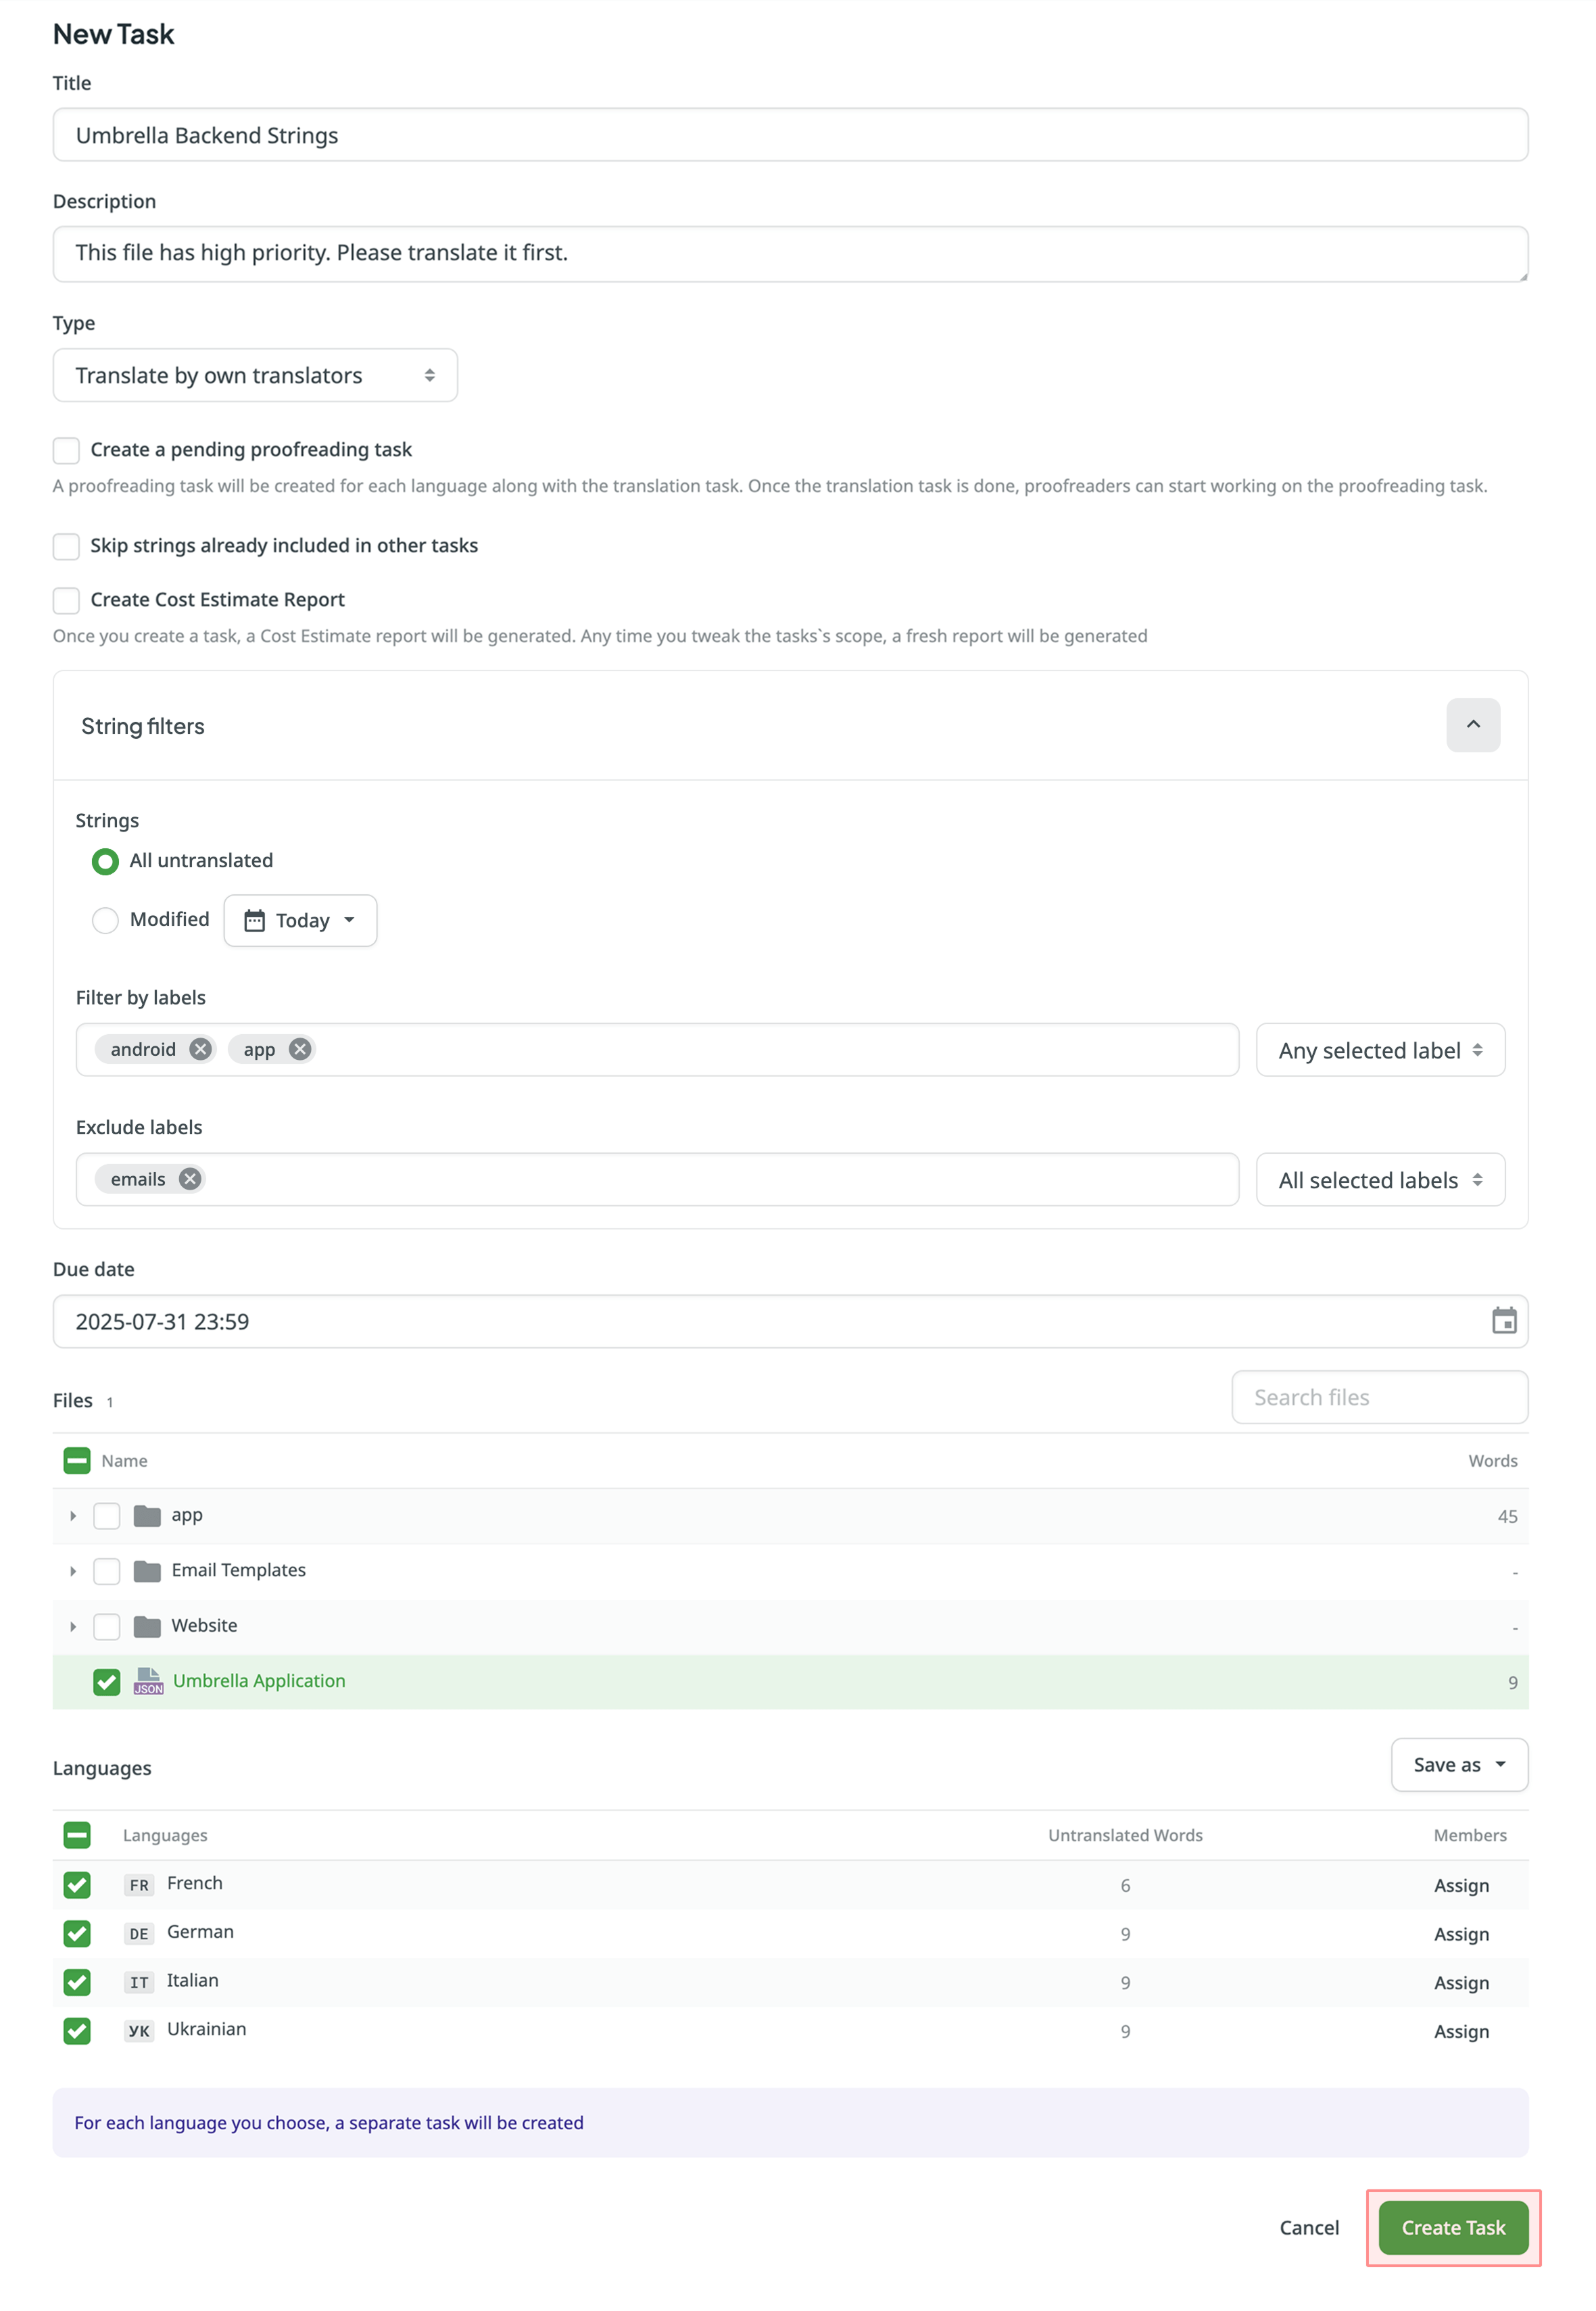 New Task
Title
Umbrella Backend Strings
Description
This file has high priority. Please translate it first.
Type
Translate by own translators
Create a pending proofreading task
A proofreading task will be created for each language along with the translation task. Once the translation task is done, proofreaders can start working on the proofreading task.
Skip strings already included in other tasks
Create Cost Estimate Report
Once you create a task, a Cost Estimate report will be generated. Any time you tweak the tasks`s scope, a fresh report will be generated
String filters
Strings
All untranslated
Modified Today
Filter by labels
android app Any selected label
Exclude labels
emails All selected labels
Due date
2025-07-31 23:59
Files 1 Search files
Name Words
app 45
Email Templates -
Website -
JSON Umbrella Application 9
Languages Save as
Languages Untranslated Words Members
FR French 6 Assign
DE German 9 Assign
IT Italian 9 Assign
УК Ukrainian 9 Assign
For each language you choose, a separate task will be created
Cancel Create Task